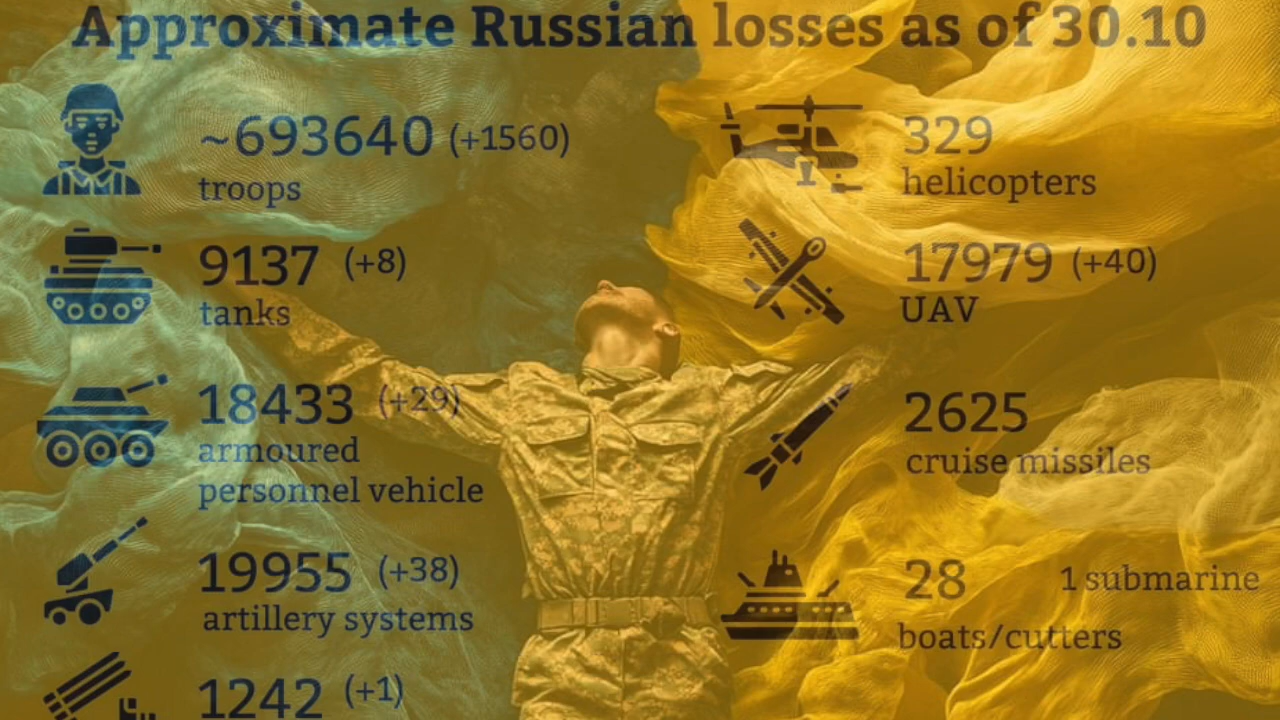 Approximate Russian losses as of 30.10
~693640 (+1560)
troops
9137 (+8)
tanks
18433 (+29)
armoured
personnel vehicle
19955 (+38)
artillery systems
1242 (+1)
329
helicopters
17979 (+40)
UAV
2625
cruise missiles
28
1 submarine
boats/cutters